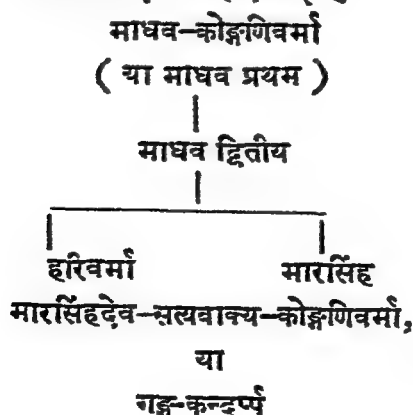 माधव-कोङ्गणिवर्मा
( या माधव प्रथम )
माधव द्वितीय
हरिवर्मा मारसिंह
मारसिंहदेव-सत्यवाक्य-कोङ्गणिवर्मा,
या
गङ्ग-कन्दर्प्प